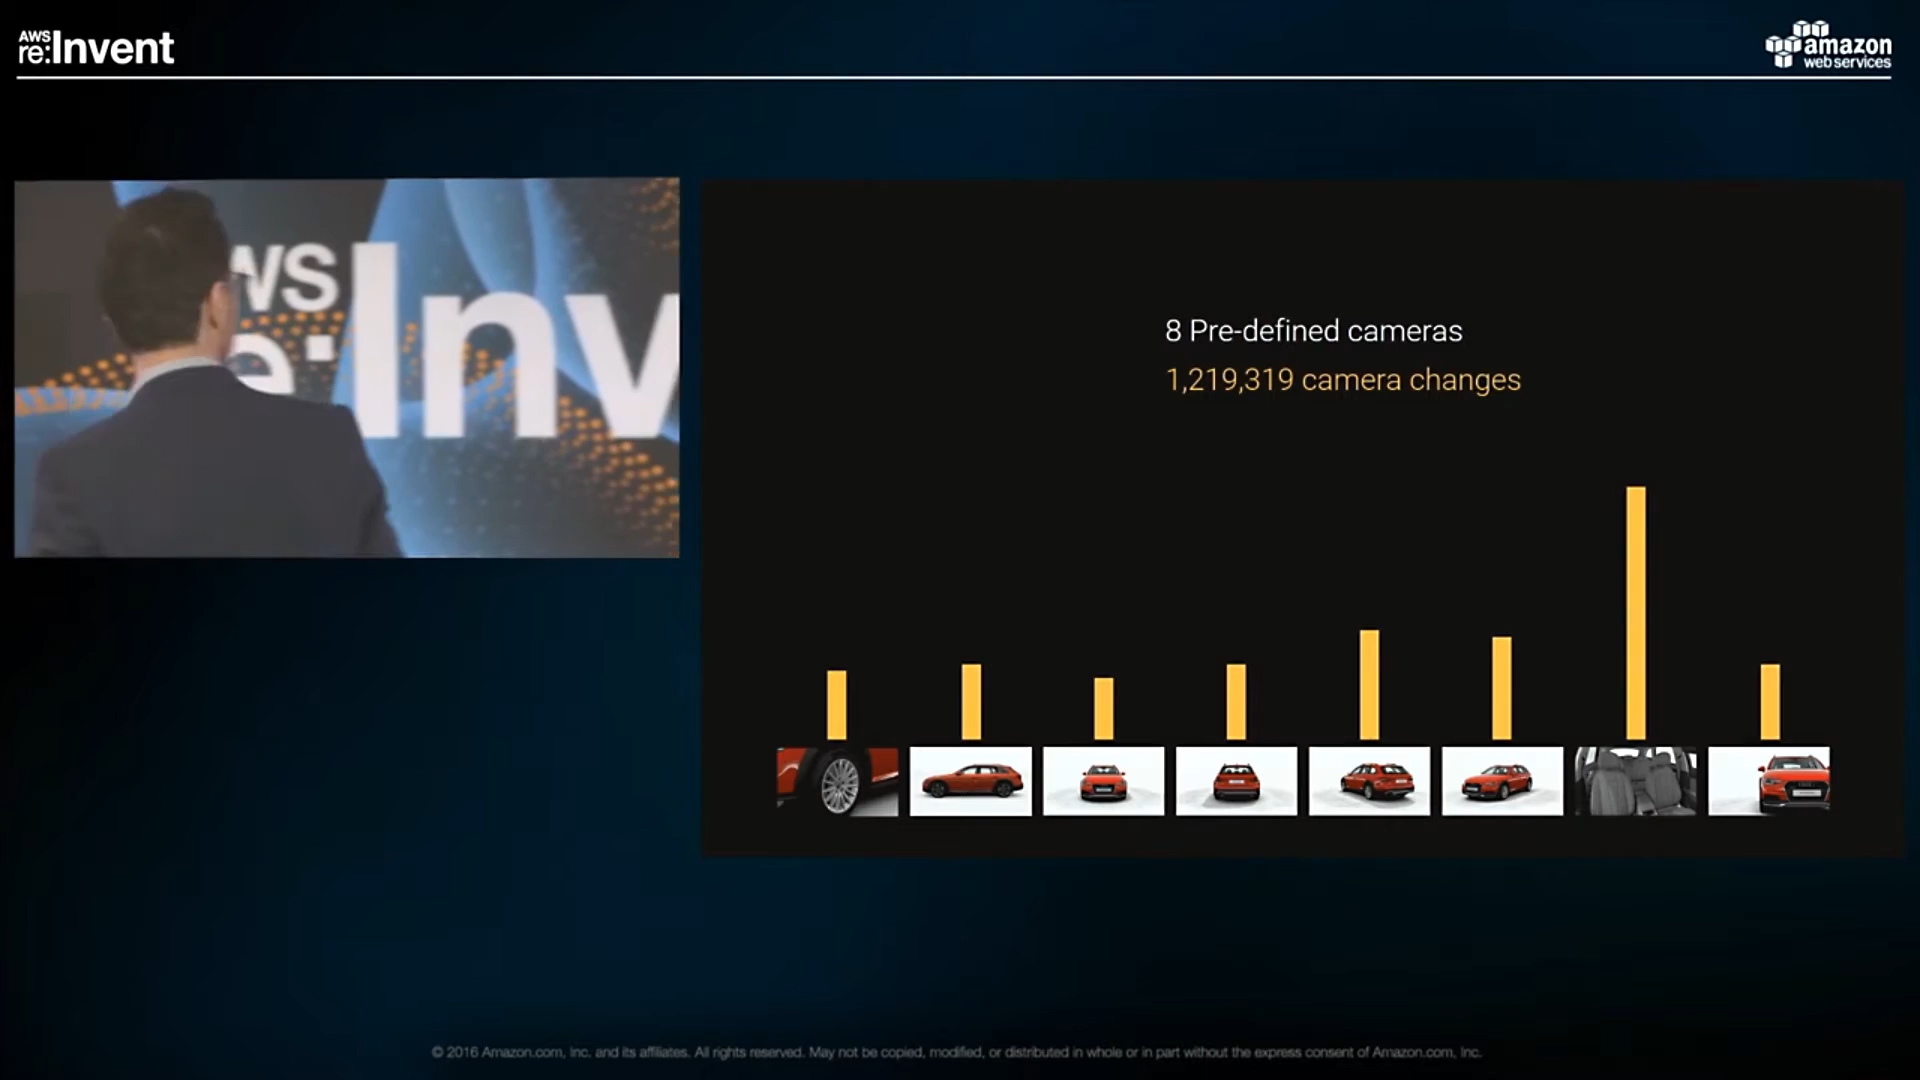 AWS
re:Invent
amazon
web services
WS
e:Inv
8 Pre-defined cameras
1,219,319 camera changes
© 2016 Amazon.com, Inc. and its affiliates. All rights reserved. May not be copied, modified, or distributed in whole or in part without the express consent of Amazon.com, Inc.